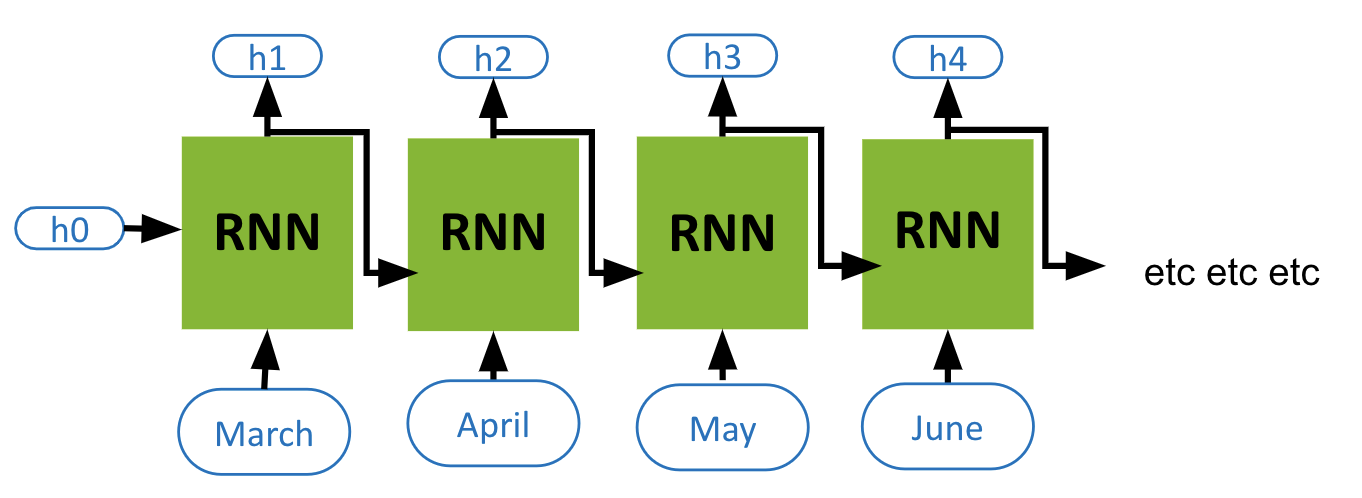 h1
h2
h3
h4
h0
RNN
RNN
RNN
RNN
etc etc etc
March
April
May
June